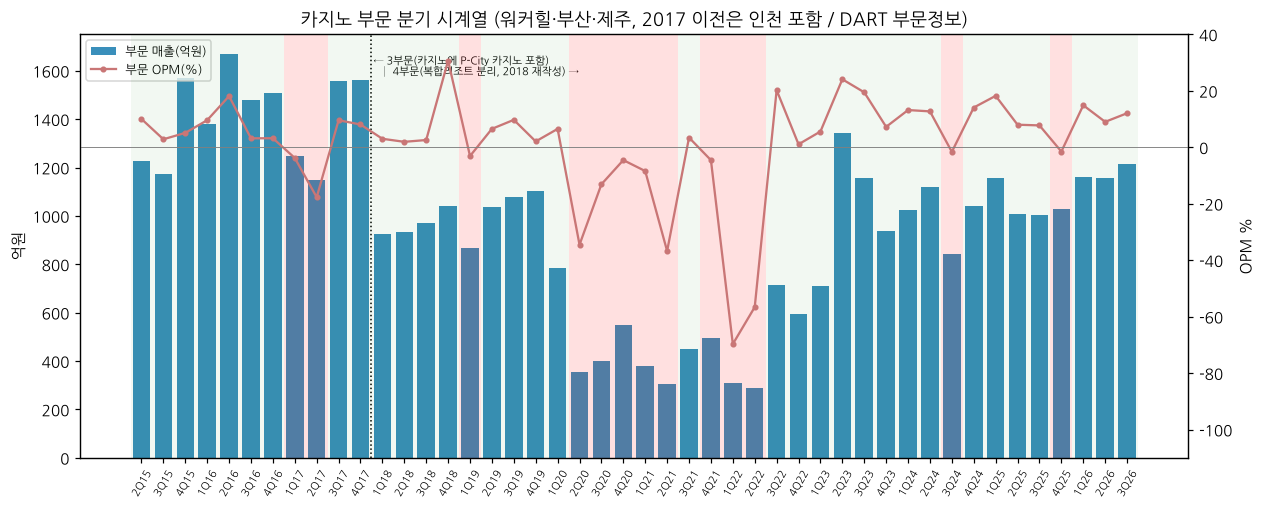 카지노 부문 분기 시계열 (워커힐·부산·제주, 2017 이전은 인천 포함 / DART 부문정보)
부문 매출(억원)
부문 OPM(%)
← 3부문(카지노에 P-City 카지노 포함)
| 4부문(복합리조트 분리, 2018 재작성) →
억원
1600
1400
1200
1000
800
600
400
200
0
40
20
0
-20
-40
-60
-80
-100
OPM %
2Q15 3Q15 4Q15 1Q16 2Q16 3Q16 4Q16 1Q17 2Q17 3Q17 4Q17 1Q18 2Q18 3Q18 4Q18 1Q19 2Q19 3Q19 4Q19 1Q20 2Q20 3Q20 4Q20 1Q21 2Q21 3Q21 4Q21 1Q22 2Q22 3Q22 4Q22 1Q23 2Q23 3Q23 4Q23 1Q24 2Q24 3Q24 4Q24 1Q25 2Q25 3Q25 4Q25 1Q26 2Q26 3Q26